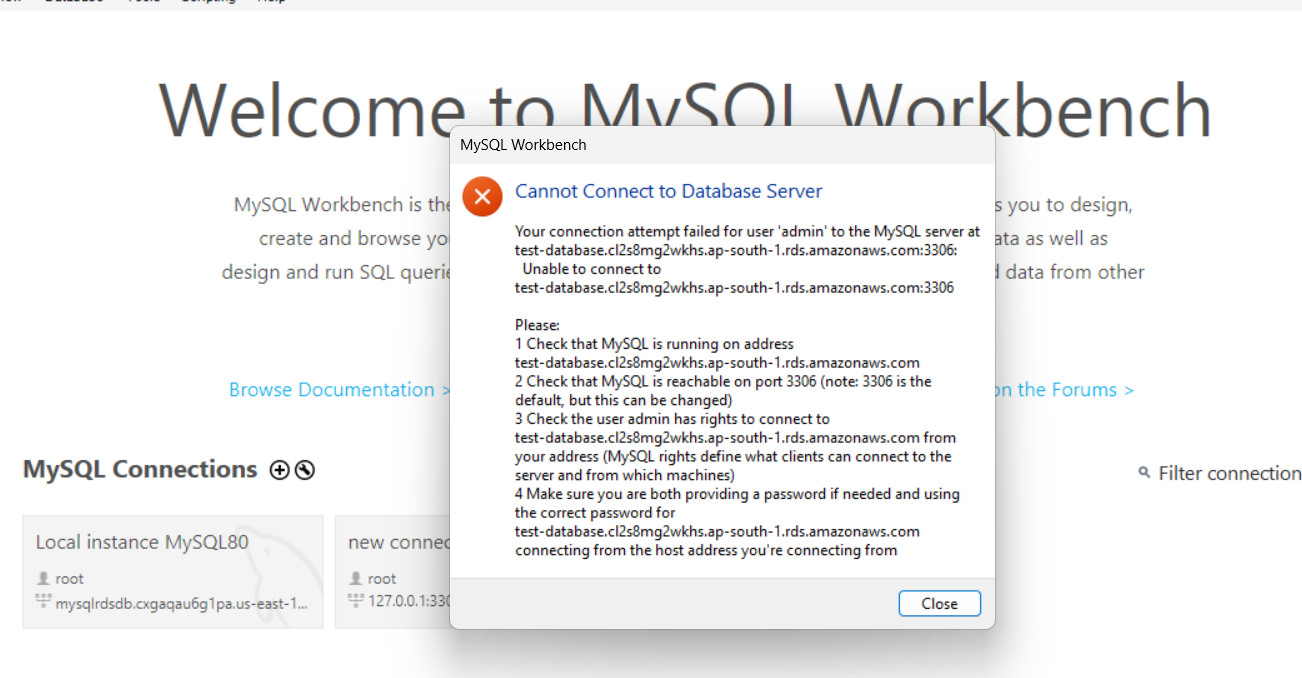 Database Tools Scripting Help
Welcome to MySQL Workbench
MySQL Workbench
Cannot Connect to Database Server
MySQL Workbench is the
s you to design,
create and browse
ata as well as
design and run SQL
data from other
Your connection attempt failed for user 'admin' to the MySQL server at
test-database.cl2s8mg2wkhs.ap-south-1.rds.amazonaws.com:3306:
Unable to connect to
test-database.cl2s8mg2wkhs.ap-south-1.rds.amazonaws.com:3306
Please:
1 Check that MySQL is running on address
test-database.cl2s8mg2wkhs.ap-south-1.rds.amazonaws.com
2 Check that MySQL is reachable on port 3306 (note: 3306 is the
default, but this can be changed)
3 Check the user admin has rights to connect to
test-database.cl2s8mg2wkhs.ap-south-1.rds.amazonaws.com from
your address (MySQL rights define what clients can connect to the
server and from which machines)
4 Make sure you are both providing a password if needed and using
the correct password for
test-database.cl2s8mg2wkhs.ap-south-1.rds.amazonaws.com
connecting from the host address you're connecting from
Close
Browse Documentation >
on the Forums >
MySQL Connections
Filter connection
Local instance MySQL80
root
mysqlrdsdb.cxgaqau6g1pa.us-east-1...
new connec
root
127.0.0.1:330